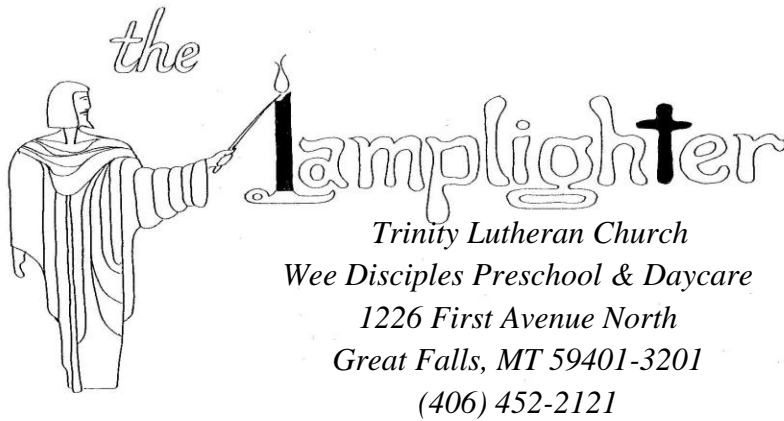 the
Lamplighter
Trinity Lutheran Church
Wee Disciples Preschool & Daycare
1226 First Avenue North
Great Falls, MT 59401-3201
(406) 452-2121